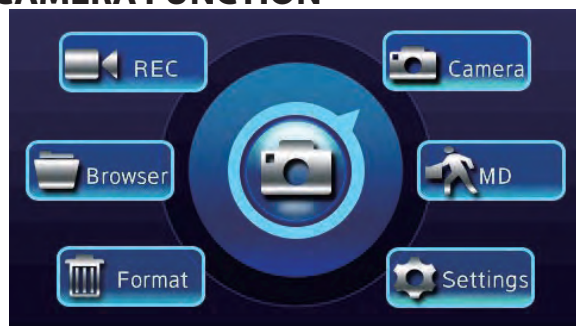 CAMERA FUNCTION
REC
Camera
Browser
MD
Format
Settings